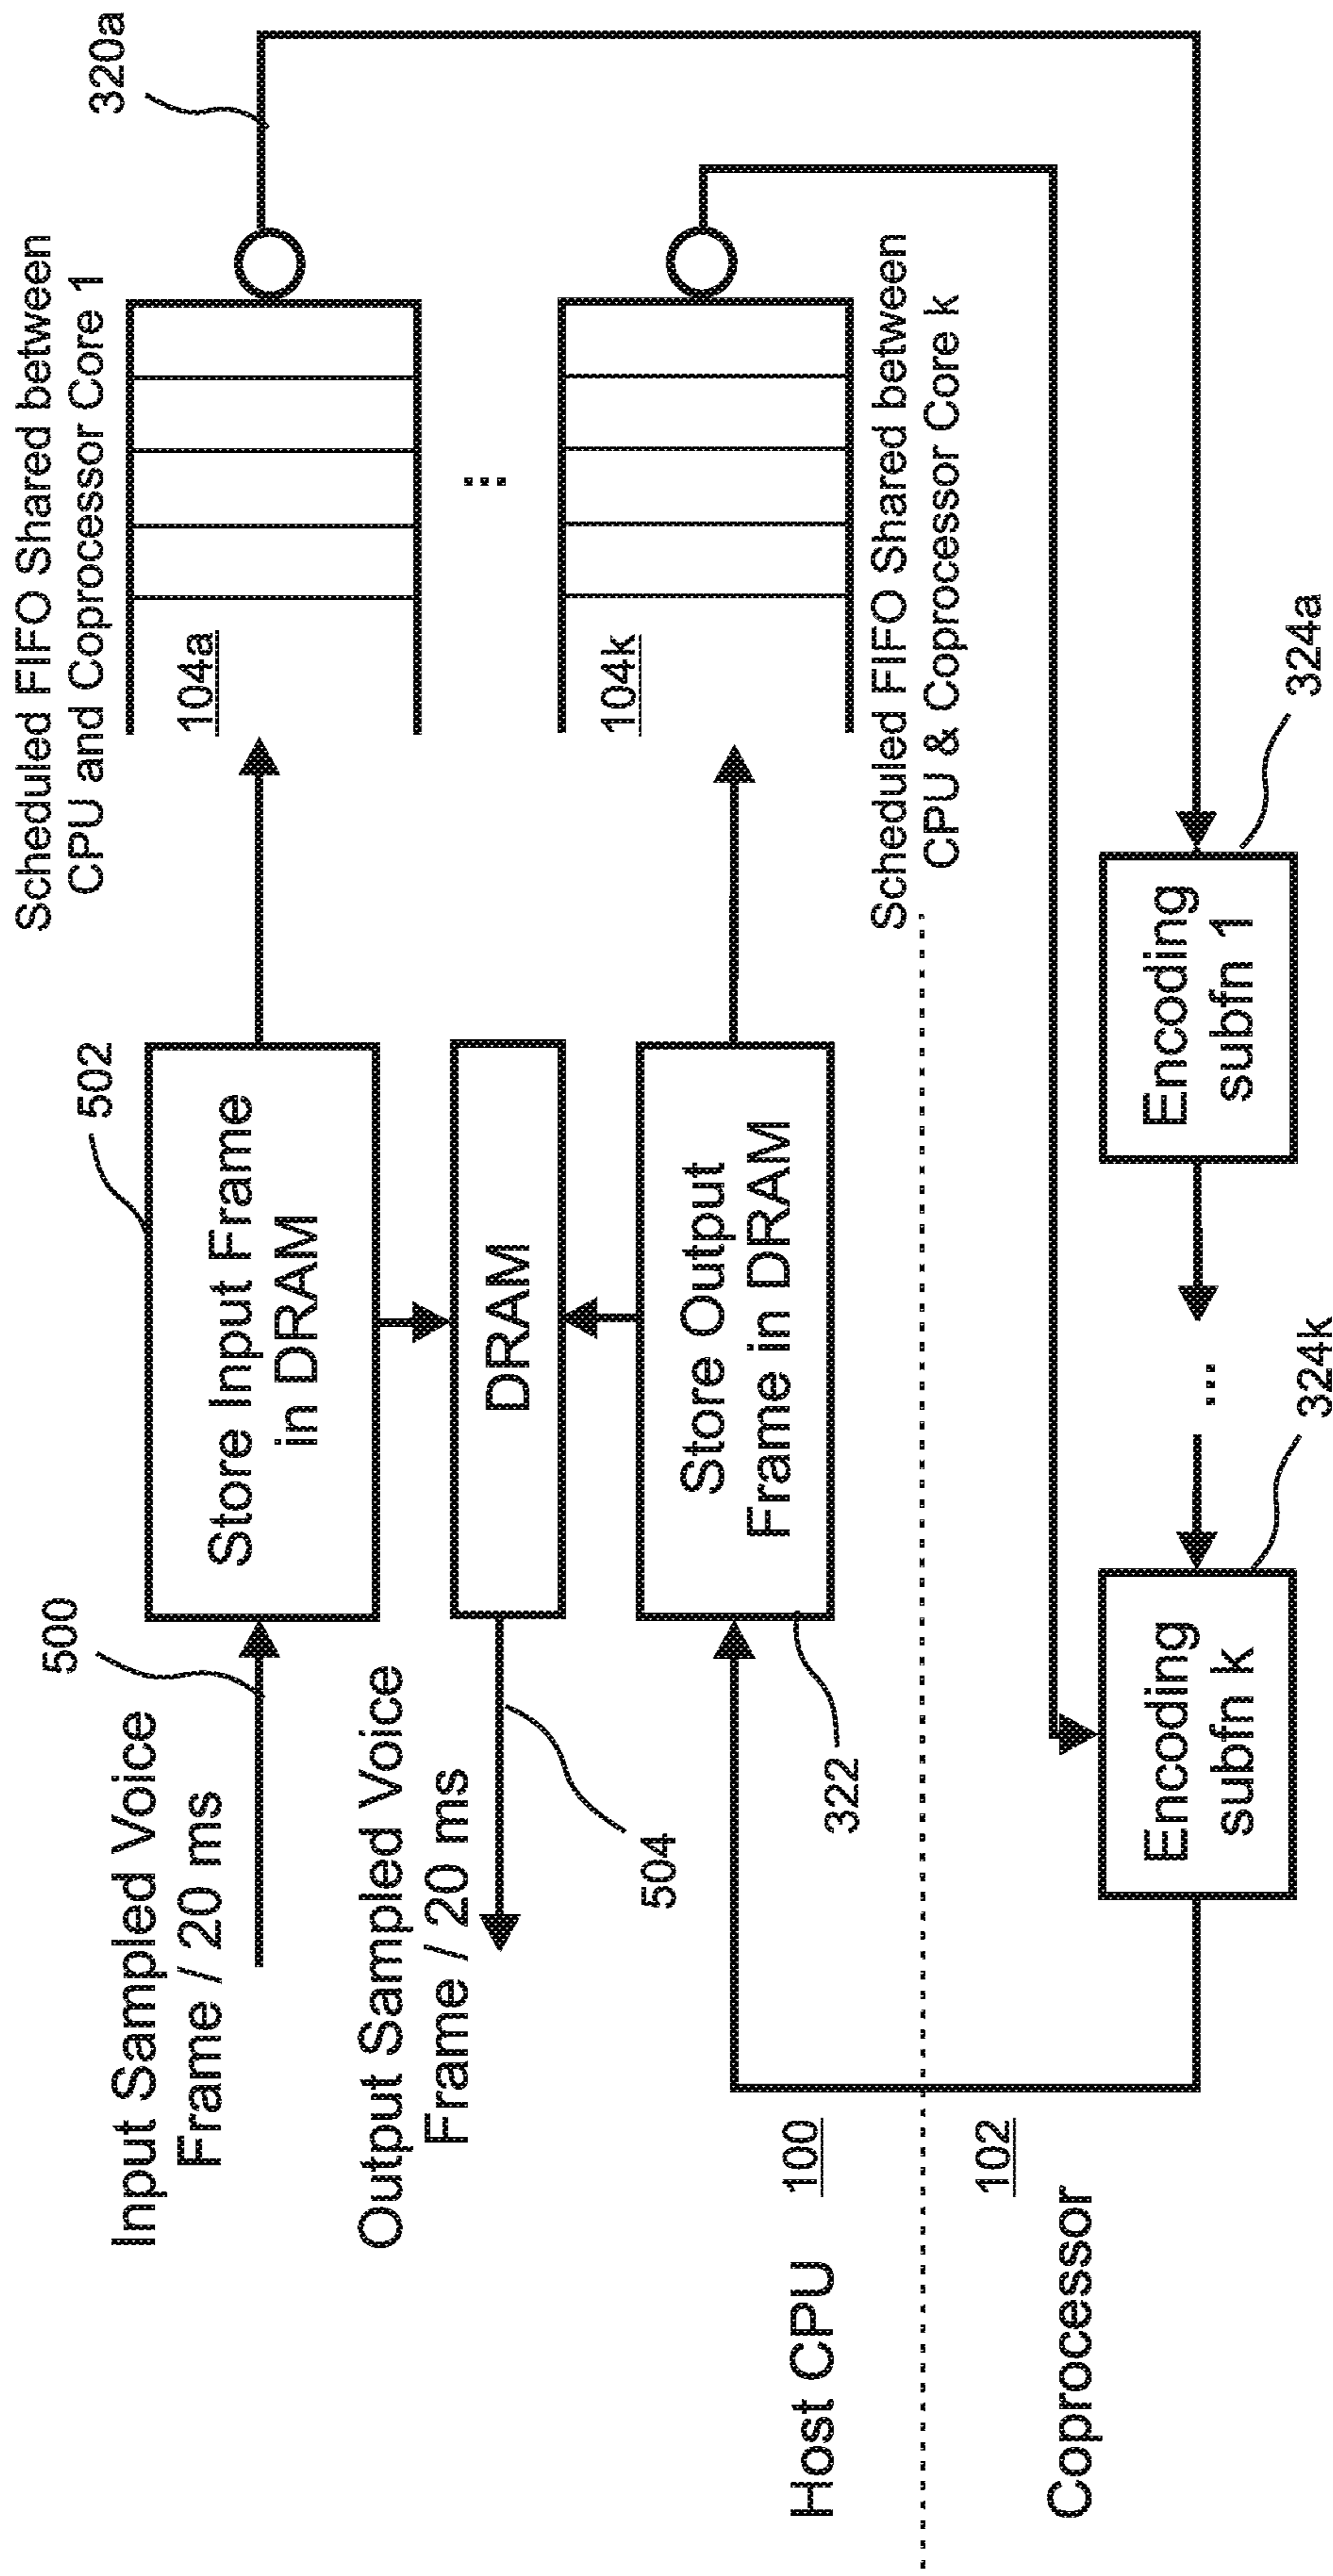 Input Sampled Voice
Frame / 20 ms
500
502
Store Input Frame
in DRAM
Scheduled FIFO Shared between
CPU and Coprocessor Core 1
104a
320a
Output Sampled Voice
Frame / 20 ms
504
DRAM
...
322
Store Output
Frame in DRAM
104k
Scheduled FIFO Shared between
CPU & Coprocessor Core k
Host CPU
100
102
Coprocessor
Encoding
subfn k
324k
...
Encoding
subfn 1
324a